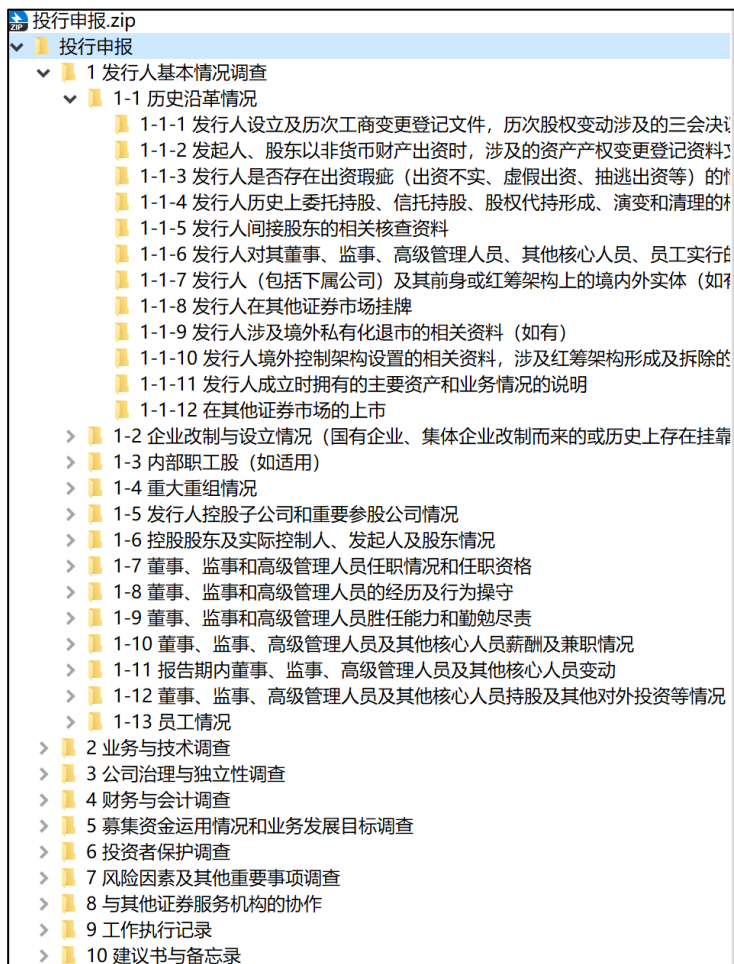 投行申报.zip
投行申报
1 发行人基本情况调查
1-1 历史沿革情况
1-1-1 发行人设立及历次工商变更登记文件，历次股权变动涉及的三会决
1-1-2 发起人、股东以非货币财产出资时，涉及的资产产权变更登记资料
1-1-3 发行人是否存在出资瑕疵（出资不实、虚假出资、抽逃出资等）的
1-1-4 发行人历史上委托持股、信托持股、股权代持形成、演变和清理的
1-1-5 发行人间接股东的相关核查资料
1-1-6 发行人对其董事、监事、高级管理人员、其他核心人员、员工实行
1-1-7 发行人（包括下属公司）及其前身或红筹架构上的境内外实体（如
1-1-8 发行人在其他证券市场挂牌
1-1-9 发行人涉及境外私有化退市的相关资料（如有）
1-1-10 发行人境外控制架构设置的相关资料，涉及红筹架构形成及拆除的
1-1-11 发行人成立时拥有的主要资产和业务情况的说明
1-1-12 在其他证券市场的上市
1-2 企业改制与设立情况（国有企业、集体企业改制而来的或历史上存在挂靠
1-3 内部职工股（如适用）
1-4 重大重组情况
1-5 发行人控股子公司和重要参股公司情况
1-6 控股股东及实际控制人、发起人及股东情况
1-7 董事、监事和高级管理人员任职情况和任职资格
1-8 董事、监事和高级管理人员的经历及行为操守
1-9 董事、监事和高级管理人员胜任能力和勤勉尽责
1-10 董事、监事、高级管理人员及其他核心人员薪酬及兼职情况
1-11 报告期内董事、监事、高级管理人员及其他核心人员变动
1-12 董事、监事、高级管理人员及其他核心人员持股及其他对外投资等情况
1-13 员工情况
2 业务与技术调查
3 公司治理与独立性调查
4 财务与会计调查
5 募集资金运用情况和业务发展目标调查
6 投资者保护调查
7 风险因素及其他重要事项调查
8 与其他证券服务机构的协作
9 工作执行记录
10 建议书与备忘录